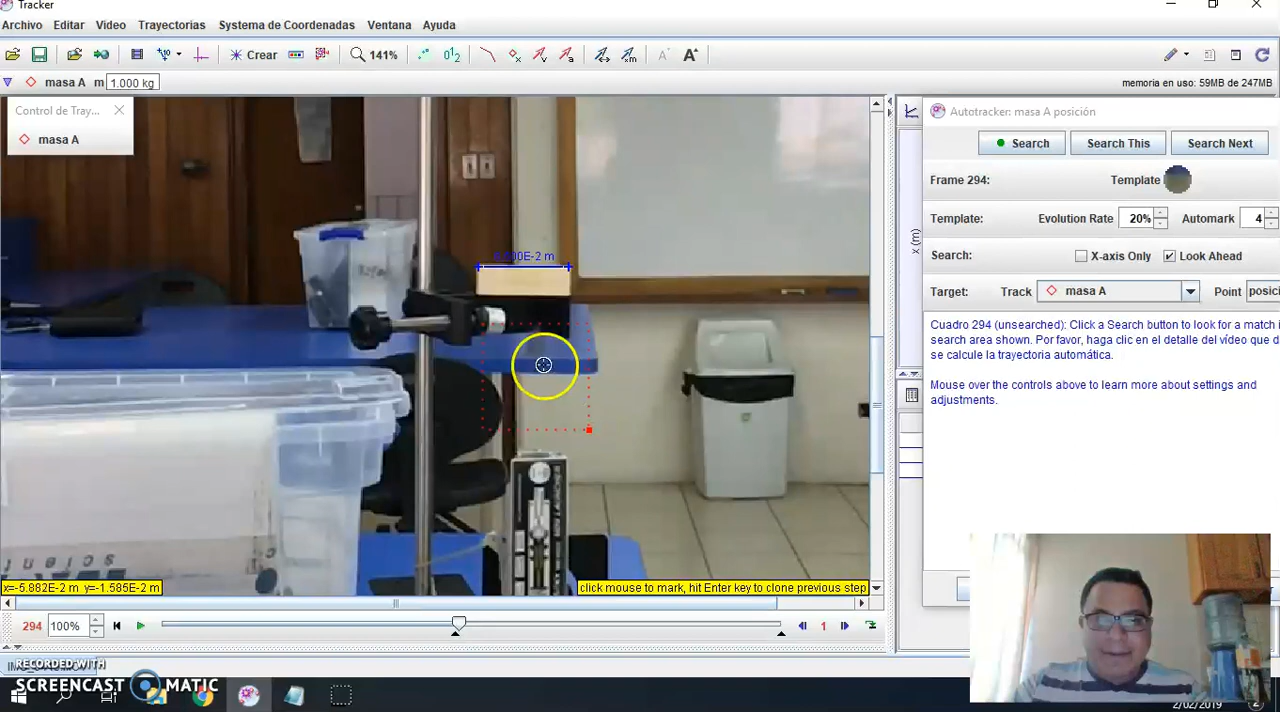 Tracker
Archivo Editar Video Trayectorias Sistema de Coordenadas Ventana Ayuda
Crear 141%
masa A m 1.000 kg
memoria en uso: 59MB de 247MB
Control de Tray...
masa A
Autotracker: masa A posición
Search Search This Search Next
Frame 294: Template
Template: Evolution Rate 20% Automark 4
Search: X-axis Only Look Ahead
Target: Track masa A Point posici
Cuadro 294 (unsearched): Click a Search button to look for a match i
search area shown. Por favor, haga clic en el detalle del vídeo que d
se calcule la trayectoria automática.
Mouse over the controls above to learn more about settings and
adjustments.
x (m)
x=-5.882E-2 m y=-1.585E-2 m
click mouse to mark, hit Enter key to clone previous step
294 100% 1
RECORDED WITH
SCREENCAST MATIC
2/02/2019